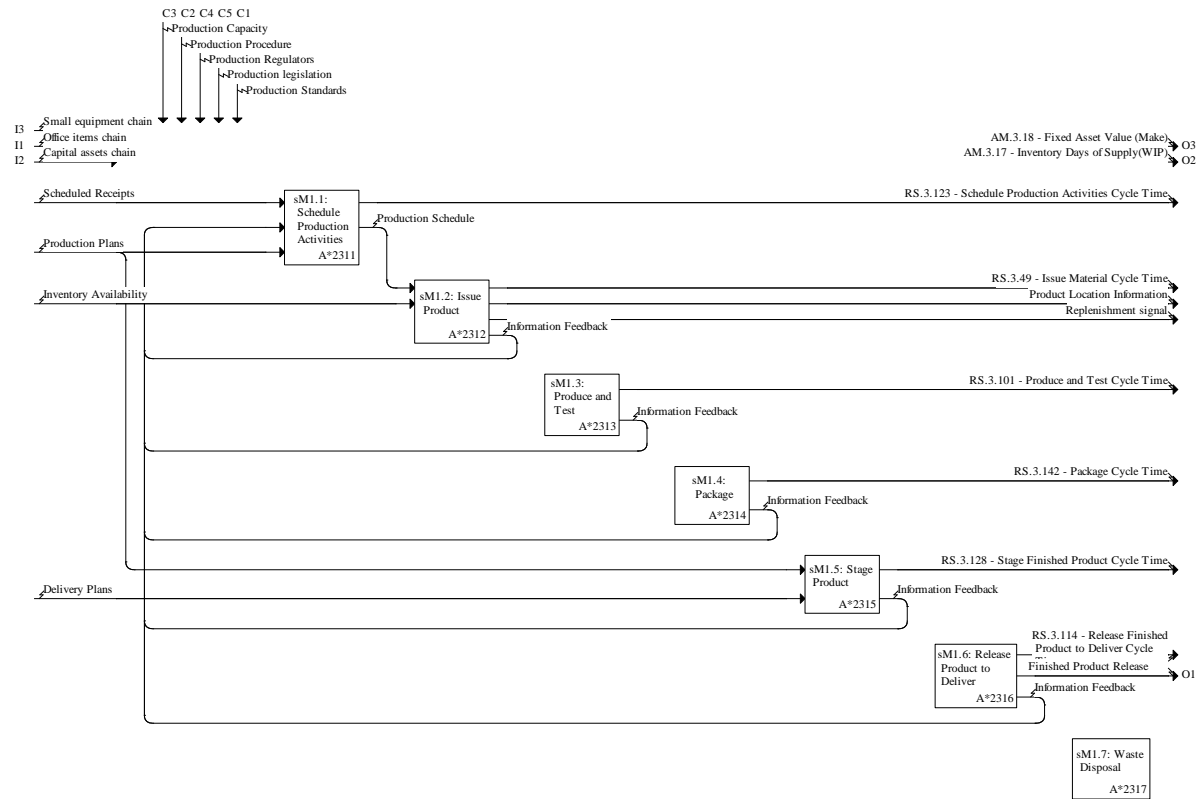 C3 C2 C4 C5 C1
Production Capacity
Production Procedure
Production Regulators
Production legislation
Production Standards
I3 Small equipment chain
I1 Office items chain
I2 Capital assets chain
AM.3.18 - Fixed Asset Value (Make) O3
AM.3.17 - Inventory Days of Supply(WIP) O2
Scheduled Receipts
sM1.1:
Schedule
Production
Activities
A*2311
RS.3.123 - Schedule Production Activities Cycle Time
Production Schedule
Production Plans
Inventory Availability
sM1.2: Issue
Product
A*2312
RS.3.49 - Issue Material Cycle Time
Product Location Information
Replenishment signal
Information Feedback
sM1.3:
Produce and
Test
A*2313
RS.3.101 - Produce and Test Cycle Time
Information Feedback
sM1.4:
Package
A*2314
RS.3.142 - Package Cycle Time
Information Feedback
Delivery Plans
sM1.5: Stage
Product
A*2315
RS.3.128 - Stage Finished Product Cycle Time
Information Feedback
sM1.6: Release
Product to
Deliver
A*2316
RS.3.114 - Release Finished
Product to Deliver Cycle
Finished Product Release O1
Information Feedback
sM1.7: Waste
Disposal
A*2317